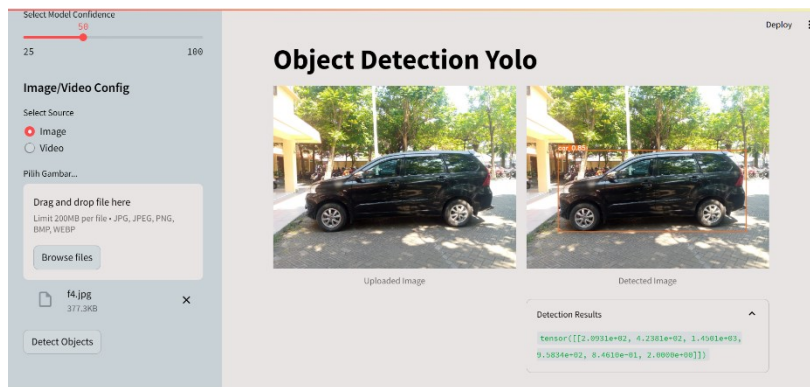 Select Model Confidence
50
25 100
Image/Video Config
Select Source
Image
Video
Pilih Gambar...
Drag and drop file here
Limit 200MB per file • JPG, JPEG, PNG,
BMP, WEBP
Browse files
f4.jpg
377.3KB
Detect Objects
Deploy
Object Detection Yolo
car 0.85
Uploaded Image
Detected Image
Detection Results
tensor([[2.0931e+02, 4.2381e+02, 1.4501e+03,
9.5834e+02, 8.4610e-01, 2.0000e+00]])